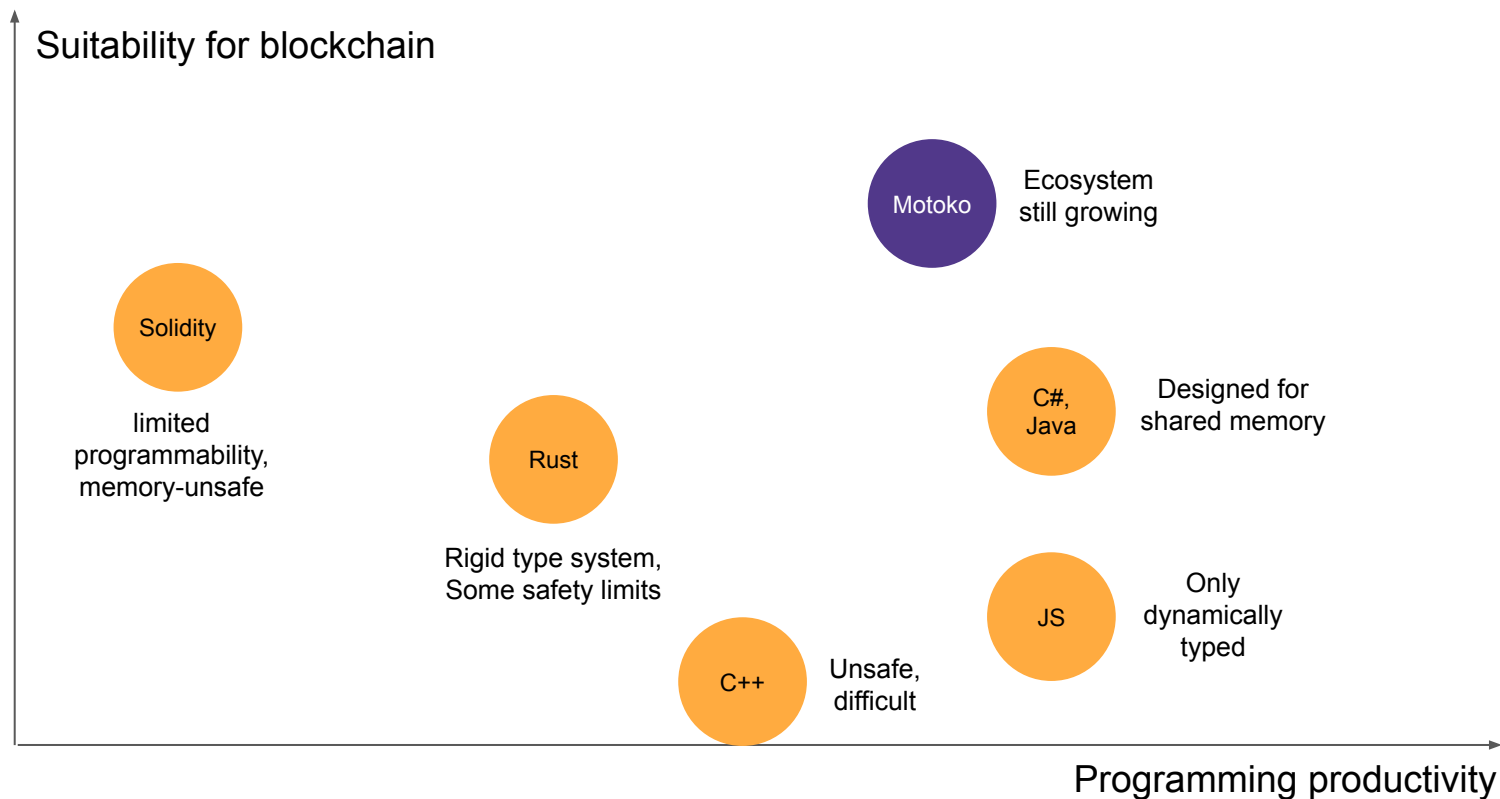 Suitability for blockchain
Motoko
Ecosystem
still growing
Solidity
limited
programmability,
memory-unsafe
Rust
Rigid type system,
Some safety limits
C#,
Java
Designed for
shared memory
JS
Only
dynamically
typed
C++
Unsafe,
difficult
Programming productivity